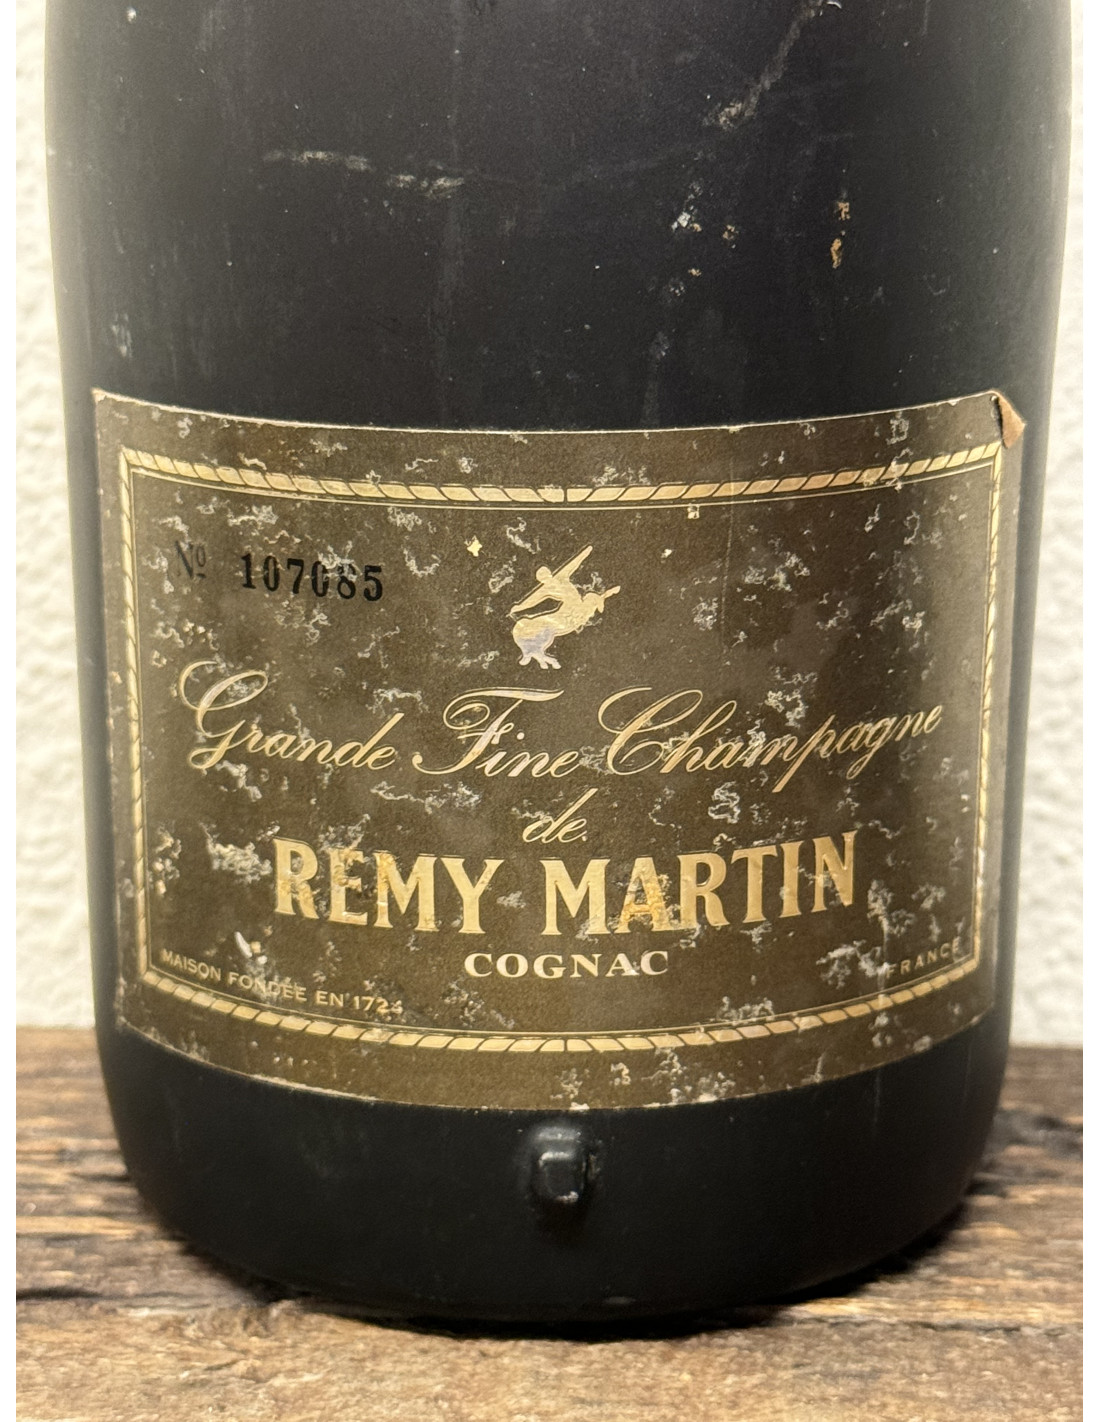 Nº 107085
Grande Fine Champagne
de
REMY MARTIN
COGNAC
MAISON FONDÉE EN 1724
FRANCE